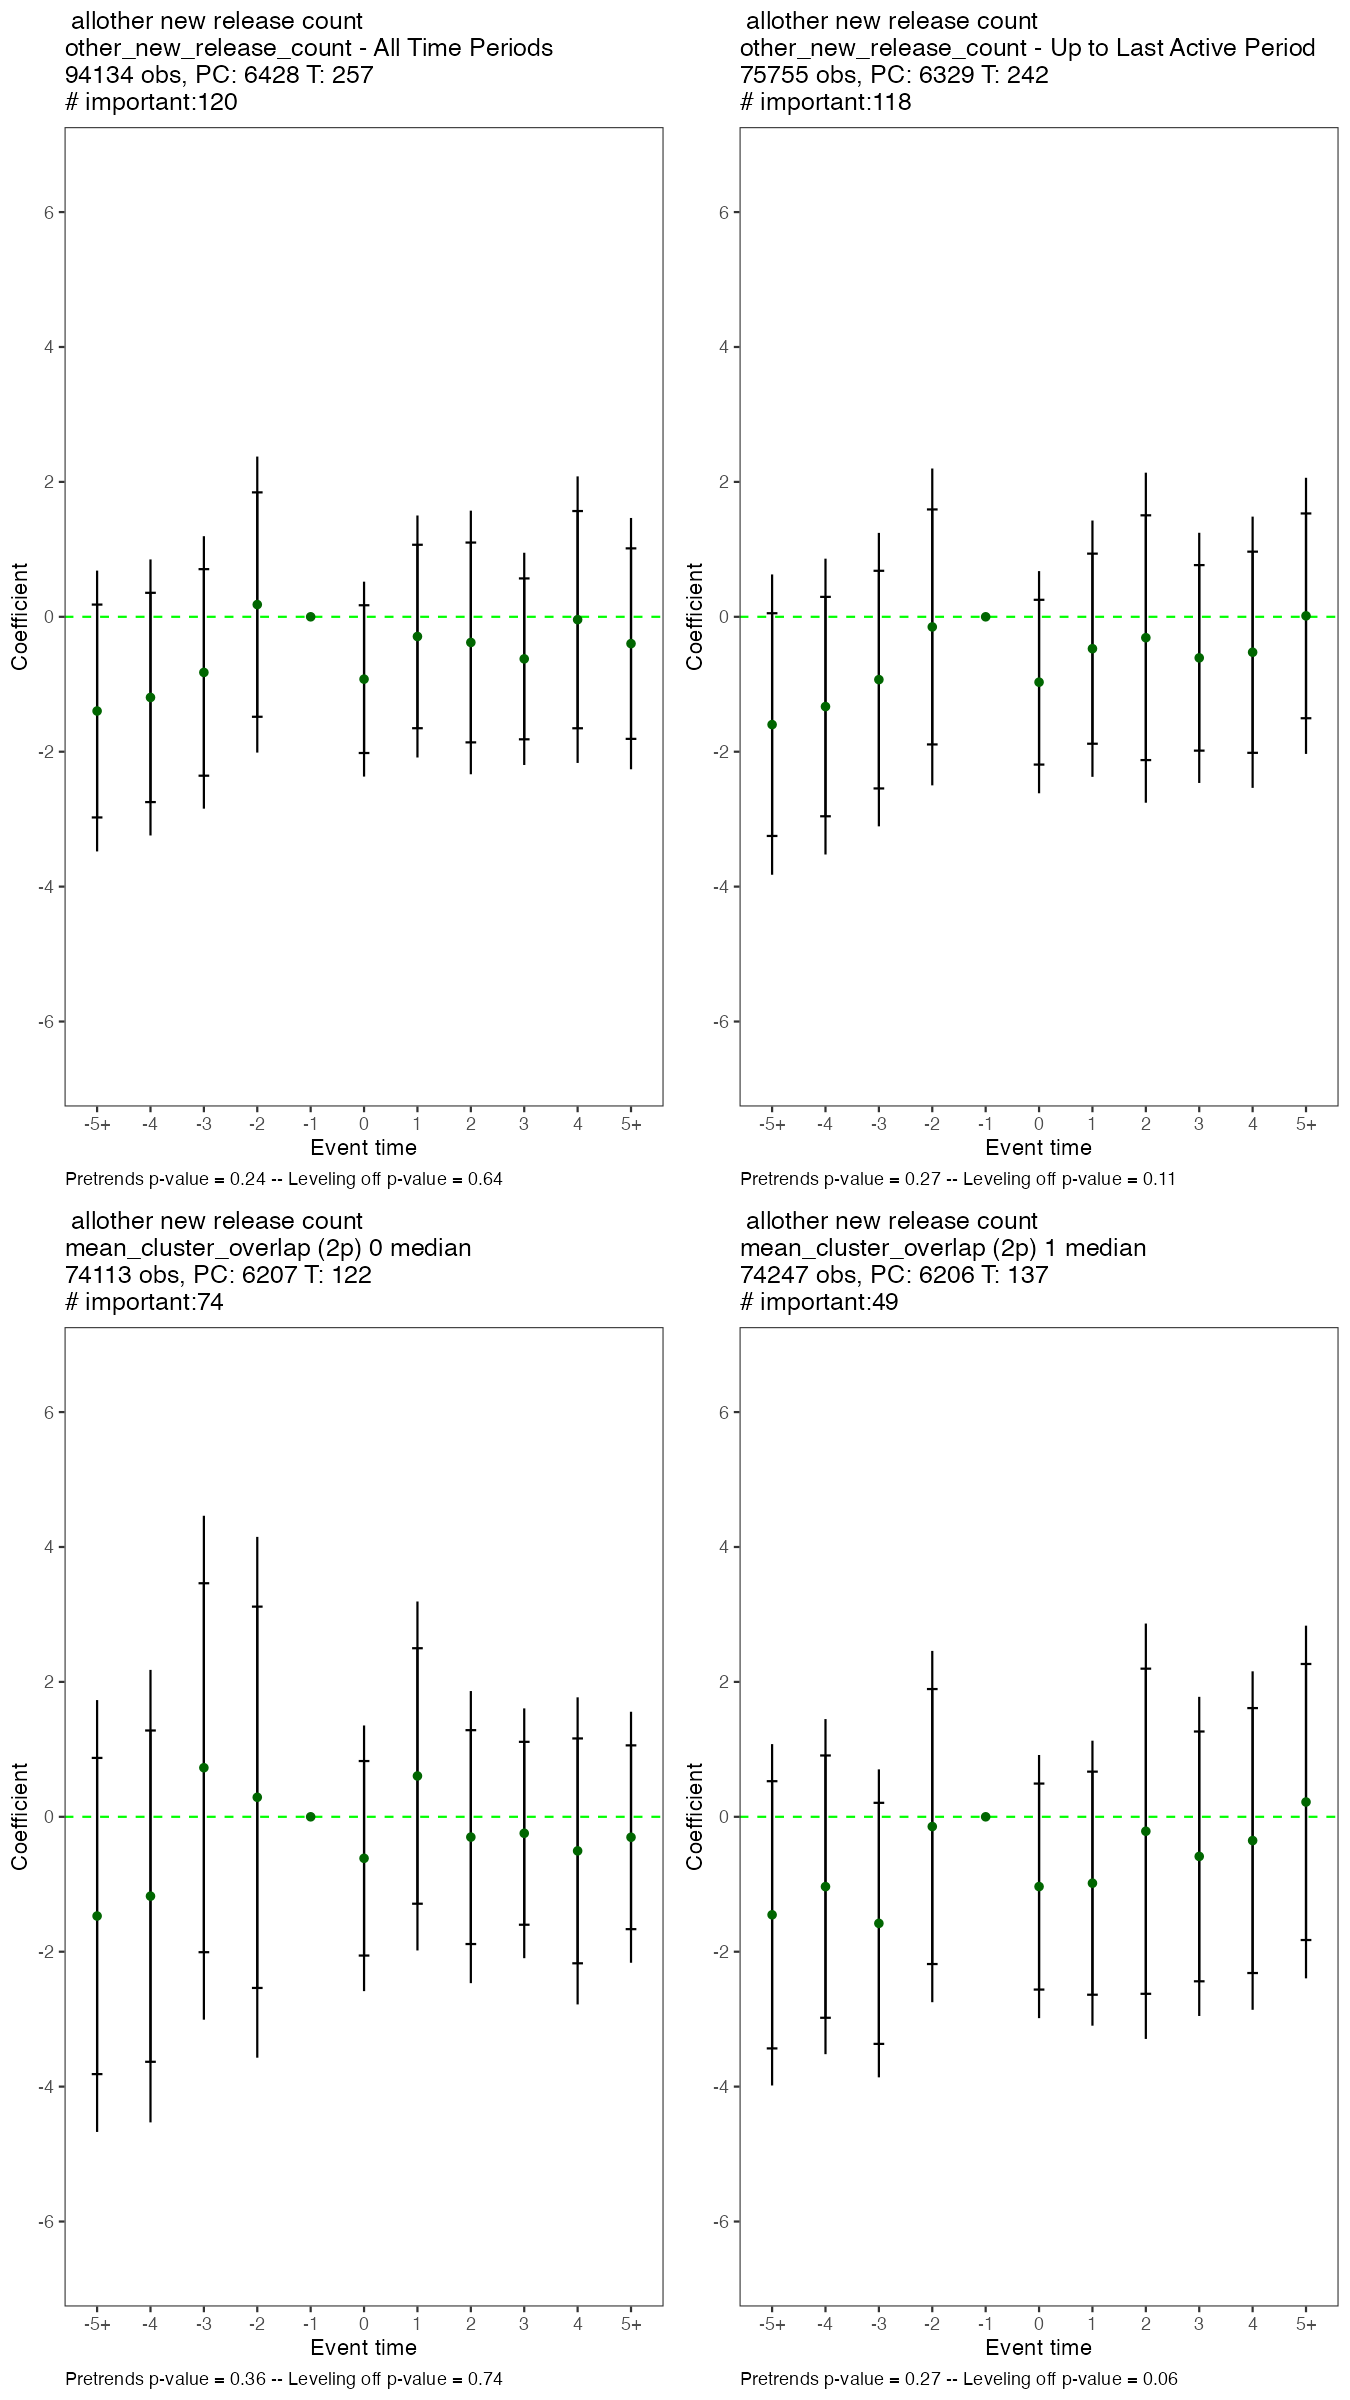 allother new release count
other_new_release_count - All Time Periods
94134 obs, PC: 6428 T: 257
# important:120
6
4
2
0
-2
-4
-6
Coefficient
-5+ -4 -3 -2 -1 0 1 2 3 4 5+
Event time
Pretrends p-value = 0.24 -- Leveling off p-value = 0.64
allother new release count
other_new_release_count - Up to Last Active Period
75755 obs, PC: 6329 T: 242
# important:118
6
4
2
0
-2
-4
-6
Coefficient
-5+ -4 -3 -2 -1 0 1 2 3 4 5+
Event time
Pretrends p-value = 0.27 -- Leveling off p-value = 0.11
allother new release count
mean_cluster_overlap (2p) 0 median
74113 obs, PC: 6207 T: 122
# important:74
6
4
2
0
-2
-4
-6
Coefficient
-5+ -4 -3 -2 -1 0 1 2 3 4 5+
Event time
Pretrends p-value = 0.36 -- Leveling off p-value = 0.74
allother new release count
mean_cluster_overlap (2p) 1 median
74247 obs, PC: 6206 T: 137
# important:49
6
4
2
0
-2
-4
-6
Coefficient
-5+ -4 -3 -2 -1 0 1 2 3 4 5+
Event time
Pretrends p-value = 0.27 -- Leveling off p-value = 0.06